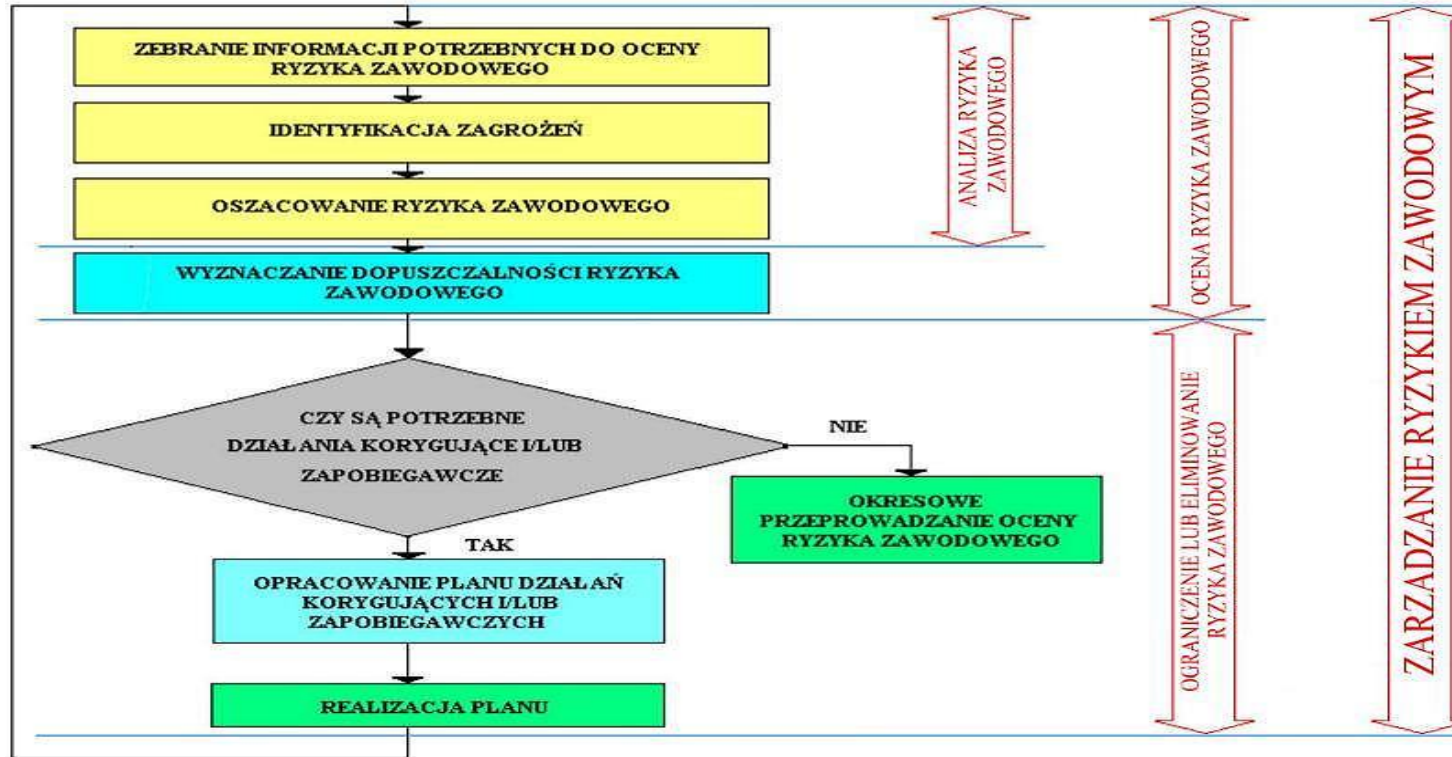 ZEBRANIE INFORMACJI POTRZEBNYCH DO OCENY
RYZYKA ZAWODOWEGO
IDENTYFIKACJA ZAGROŻEŃ
OSZACOWANIE RYZYKA ZAWODOWEGO
WYZNACZANIE DOPUSZCZALNOŚCI RYZYKA
ZAWODOWEGO
CZY SĄ POTRZEBNE
DZIAŁANIA KORYGUJĄCE I/LUB
ZAPOBIEGAWCZE
NIE
OKRESOWE
PRZEPROWADZANIE OCENY
RYZYKA ZAWODOWEGO
TAK
OPRACOWANIE PLANU DZIAŁAŃ
KORYGUJĄCYCH I/LUB
ZAPOBIEGAWCZYCH
REALIZACJA PLANU
ANALIZA RYZYKA
ZAWODOWEGO
OCENA RYZYKA ZAWODOWEGO
OGRANICZENIE LUB ELIMINOWANIE
RYZYKA ZAWODOWEGO
ZARZADZANIE RYZYKIEM ZAWODOWYM